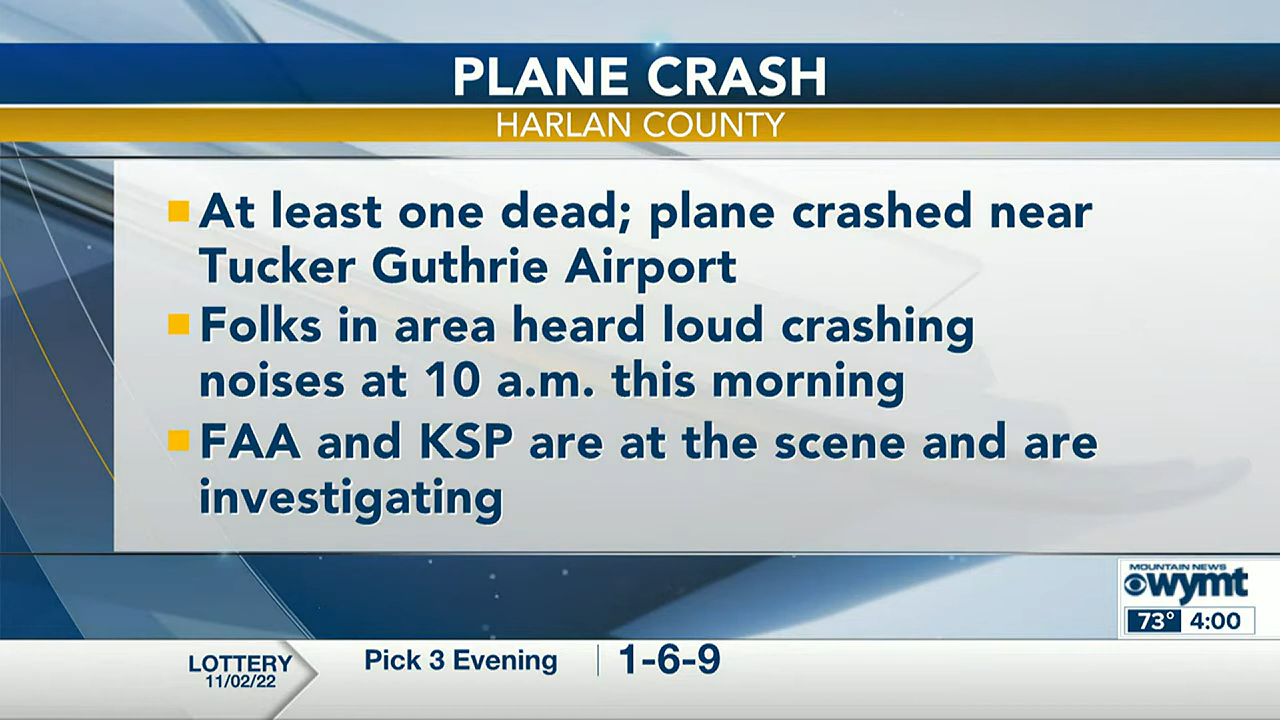 PLANE CRASH
HARLAN COUNTY
At least one dead; plane crashed near
Tucker Guthrie Airport
Folks in area heard loud crashing
noises at 10 a.m. this morning
FAA and KSP are at the scene and are
investigating
MOUNTAIN NEWS
wymt
73° 4:00
LOTTERY
11/02/22
Pick 3 Evening 1-6-9